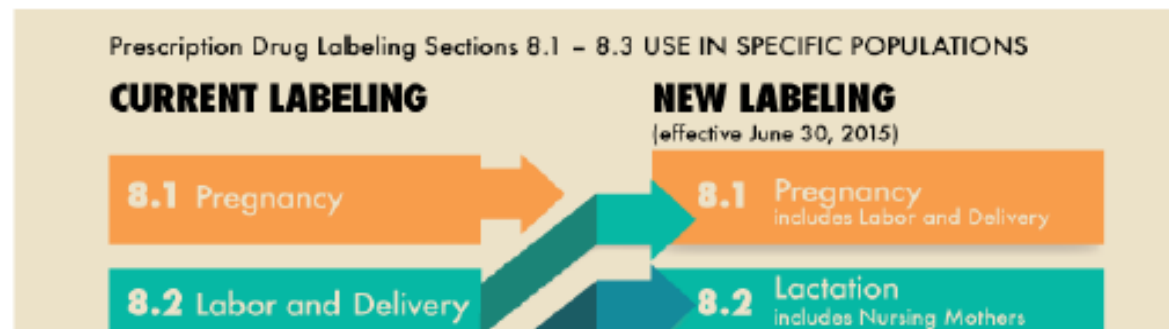 Prescription Drug Labeling Sections 8.1 – 8.3 USE IN SPECIFIC POPULATIONS
CURRENT LABELING
NEW LABELING
(effective June 30, 2015)
8.1 Pregnancy
8.1 Pregnancy
includes Labor and Delivery
8.2 Labor and Delivery
8.2 Lactation
includes Nursing Mothers